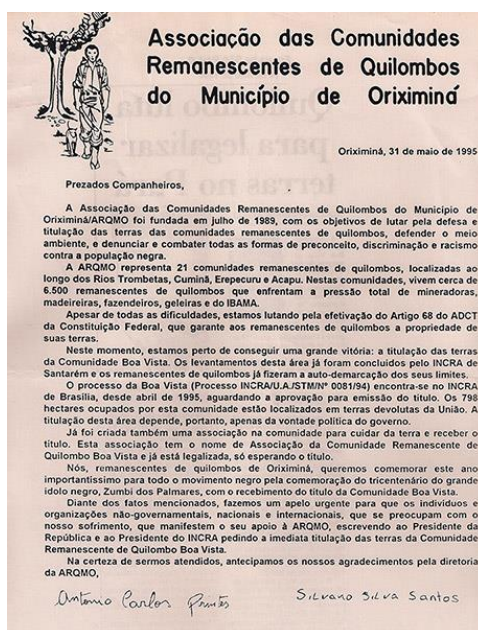 Associação das Comunidades
Remanescentes de Quilombos
do Município de Oriximiná
Oriximiná, 31 de maio de 1995
Prezados Companheiros,
A Associação das Comunidades Remanescentes de Quilombos do Municipio de
Oriximiná/ARQMO foi fundada em julho de 1989, com os objetivos de lutar pela defesa e
titulação das terras das comunidades remanescentes de quilombos, defender o meio
ambiente, e denunciar e combater todas as formas de preconceito, discriminação e racismo
contra a população negra.
A ARQMO representa 21 comunidades remanescentes de quilombos, localizadas ao
longo dos Rios Trombetas, Cuminã, Erepecuru e Acapu. Nestas comunidades, vivem cerca de
6.500 remanescentes de quilombos que enfrentam a pressão total de mineradoras,
madeireiras, fazendeiros, geleiras e do IBAMA.
Apesar de todas as dificuldades, estamos lutando pela efetivação do Artigo 68 do ADCT
da Constituição Federal, que garante aos remanescentes de quilombos a propriedade de
suas terras.
Neste momento, estamos perto de conseguir uma grande vitória: a titulação das terras
da Comunidade Boa Vista. Os levantamentos desta área já foram concluidos pelo INCRA de
Santarém e os remanescentes de quilombos já fizeram a auto-demarcação dos seus limites.
O processo da Boa Vista (Processo INCRA/U.A./STM/Nº 0081/94) encontra-se no INCRA
de Brasília, desde abril de 1995, aguardando a aprovação para emissão do titulo. Os 798
hectares ocupados por esta comunidade estão localizados em terras devolutas da União. A
titulação desta área depende, portanto, apenas da vontade política do governo.
Já foi criada também uma associação na comunidade para cuidar da terra e receber o
titulo. Esta associação tem o nome de Associação da Comunidade Remanescente de
Quilombo Boa Vista e já está legalizada, só esperando o titulo.
Nós, remanescentes de quilombos de Oriximiná, queremos comemorar este ano
importantissimo para todo o movimento negro pela comemoração do tricentenário do grande
idolo negro, Zumbi dos Palmares, com o recebimento do titulo da Comunidade Boa Vista.
Diante dos fatos mencionados, fazemos um apelo urgente para que os individuos e
organizações não-governamentais, nacionais e internacionais, que se preocupam com o
nosso sofrimento, que manifestem o seu apoio à ARQMO, escrevendo ao Presidente da
República e ao Presidente do INCRA pedindo a imediata titulação das terras da Comunidade
Remanescente de Quilombo Boa Vista.
Na certeza de sermos atendidos, antecipamos os nossos agradecimentos pela diretoria
da ARQMO,
Antonio Carlos Printes
Silvano Silva Santos